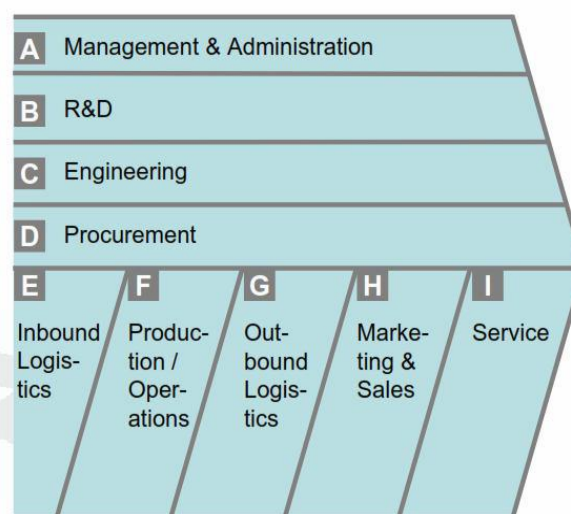 A Management & Administration
B R&D
C Engineering
D Procurement
E
Inbound
Logis-
tics
F
Produc-
tion /
Oper-
ations
G
Out-
bound
Logis-
tics
H
Marke-
ting &
Sales
I
Service